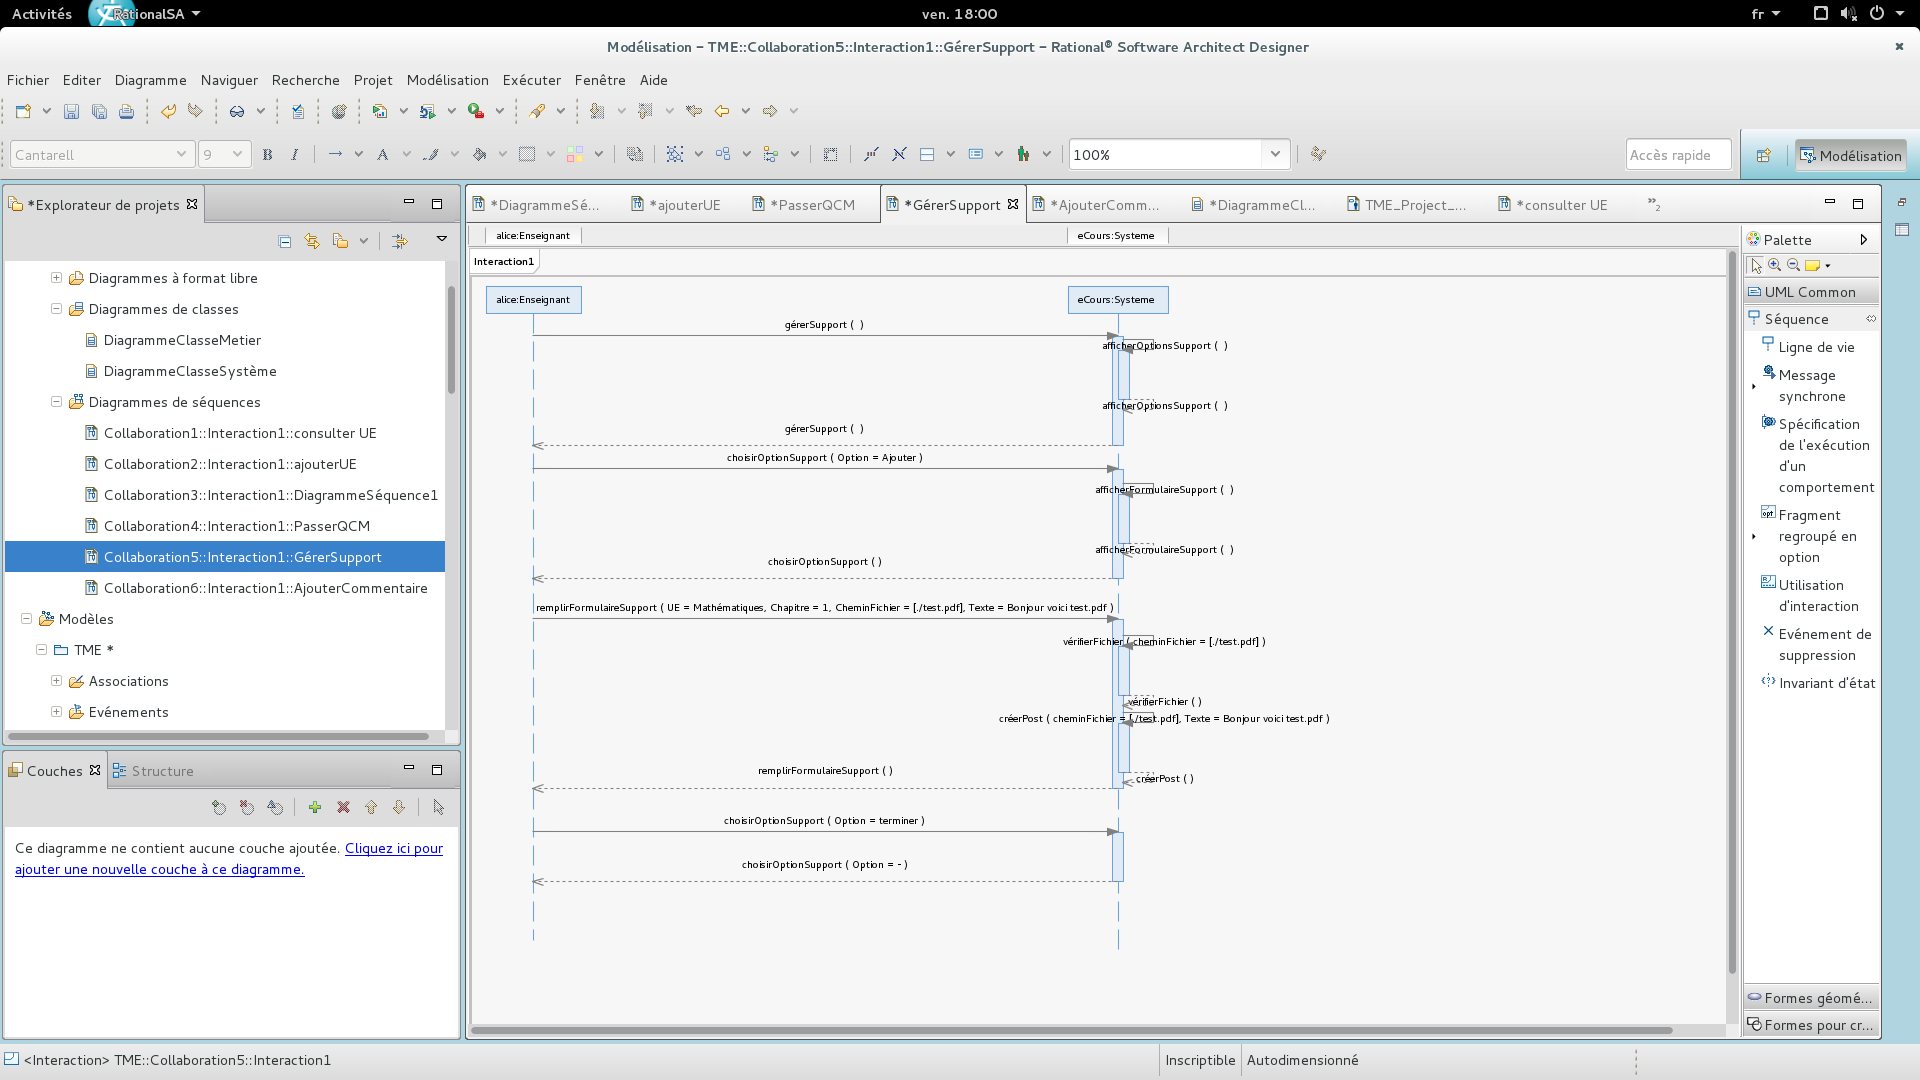 Activités
RationalSA
ven. 18:00
fr
Modélisation – TME::Collaboration5::Interaction1::GérerSupport – Rational® Software Architect Designer
Fichier Editer Diagramme Naviguer Recherche Projet Modélisation Exécuter Fenêtre Aide
Cantarell
9
B I
A
100%
Accès rapide
Modélisation
*Explorateur de projets
Diagrammes à format libre
Diagrammes de classes
DiagrammeClasseMetier
DiagrammeClasseSystème
Diagrammes de séquences
Collaboration1::Interaction1::consulter UE
Collaboration2::Interaction1::ajouterUE
Collaboration3::Interaction1::DiagrammeSéquence1
Collaboration4::Interaction1::PasserQCM
Collaboration5::Interaction1::GérerSupport
Collaboration6::Interaction1::AjouterCommentaire
Modèles
TME *
Associations
Evénements
Couches
Structure
Ce diagramme ne contient aucune couche ajoutée. Cliquez ici pour
ajouter une nouvelle couche à ce diagramme.
*DiagrammeSé...
*ajouterUE
*PasserQCM
*GérerSupport
*AjouterComm...
*DiagrammeCl...
TME_Project_...
*consulter UE
»2
alice:Enseignant
eCours:Systeme
Interaction1
alice:Enseignant
eCours:Systeme
gérerSupport ( )
afficherOptionsSupport ( )
afficherOptionsSupport ( )
gérerSupport ( )
choisirOptionSupport ( Option = Ajouter )
afficherFormulaireSupport ( )
afficherFormulaireSupport ( )
choisirOptionSupport ( )
remplirFormulaireSupport ( UE = Mathématiques, Chapitre = 1, CheminFichier = [./test.pdf], Texte = Bonjour voici test.pdf )
vérifierFichier ( cheminFichier = [./test.pdf] )
vérifierFichier ( )
créerPost ( cheminFichier = [./test.pdf], Texte = Bonjour voici test.pdf )
remplirFormulaireSupport ( )
créerPost ( )
choisirOptionSupport ( Option = terminer )
choisirOptionSupport ( Option = - )
Palette
UML Common
Séquence
Ligne de vie
Message
synchrone
Spécification
de l'exécution
d'un
comportement
Fragment
regroupé en
option
Utilisation
d'interaction
Evénement de
suppression
Invariant d'état
Formes géomé...
Formes pour cr...
<Interaction> TME::Collaboration5::Interaction1
Inscriptible
Autodimensionné